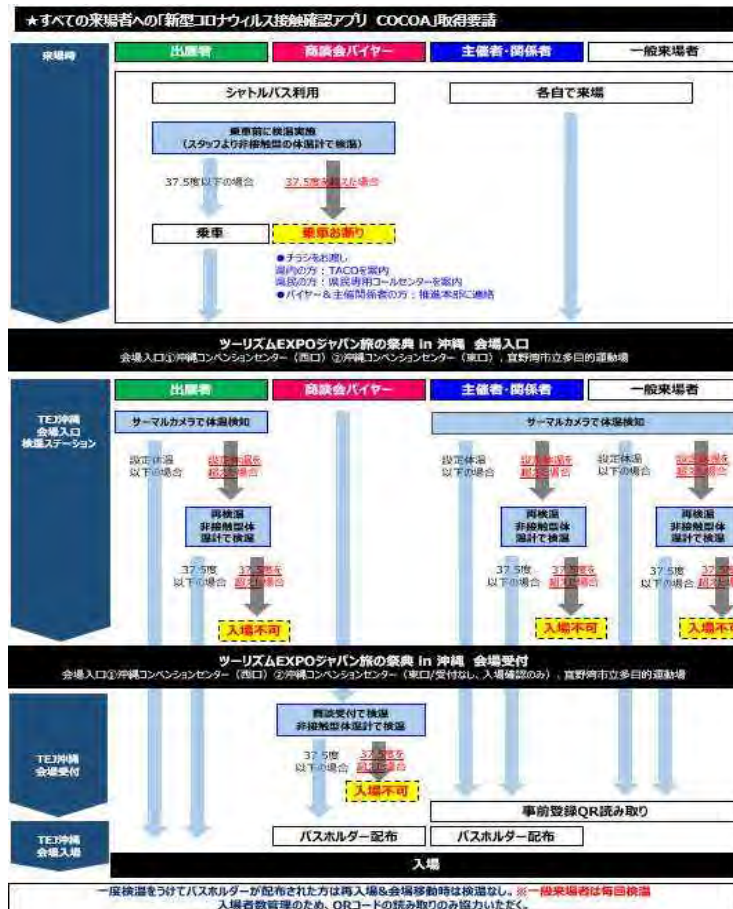 ★すべての来場者への「新型コロナウィルス接触確認アプリ COCOA」取得要請
来場時
出展者
商談会バイヤー
主催者・関係者
一般来場者
シャトルバス利用
各自で来場
乗車前に検温実施
(スタッフより非接触型の体温計で検温)
37.5度以下の場合
37.5度を超えた場合
乗車
乗車お断り
●チラシをお渡し
県内の方:TACOを案内
県民の方:県民専用コールセンターを案内
●バイヤー&主催関係者の方:推進本部に連絡
ツーリズムEXPOジャパン旅の祭典 in 沖縄 会場入口
会場入口①沖縄コンベンションセンター(西口)②沖縄コンベンションセンター(東口)、宜野湾市立多目的運動場
出展者
商談会バイヤー
主催者・関係者
一般来場者
TEJ沖縄
会場入口
検温ステーション
サーマルカメラで体温検知
サーマルカメラで体温検知
設定体温
以下の場合
設定体温を
超えた場合
設定体温
以下の場合
設定体温を
超えた場合
設定体温
以下の場合
設定体温を
超えた場合
再検温
非接触型体
温計で検温
再検温
非接触型体
温計で検温
再検温
非接触型体
温計で検温
37.5度
以下の場合
37.5度を
超えた場合
37.5度
以下の場合
37.5度を
超えた場合
37.5度
以下の場合
37.5度を
超えた場合
入場不可
入場不可
入場不可
ツーリズムEXPOジャパン旅の祭典 in 沖縄 会場受付
会場入口①沖縄コンベンションセンター(西口)②沖縄コンベンションセンター(東口/受付なし、入場確認のみ)、宜野湾市立多目的運動場
TEJ沖縄
会場受付
商談受付で検温
非接触型体温計で検温
37.5度
以下の場合
37.5度を
超えた場合
入場不可
事前登録QR読み取り
TEJ沖縄
会場入場
パスホルダー配布
パスホルダー配布
入場
一度検温をうけてパスホルダーが配布された方は再入場&会場移動時は検温なし。※一般来場者は毎回検温
入場者数管理のため、QRコードの読み取りのみ協力いただく。